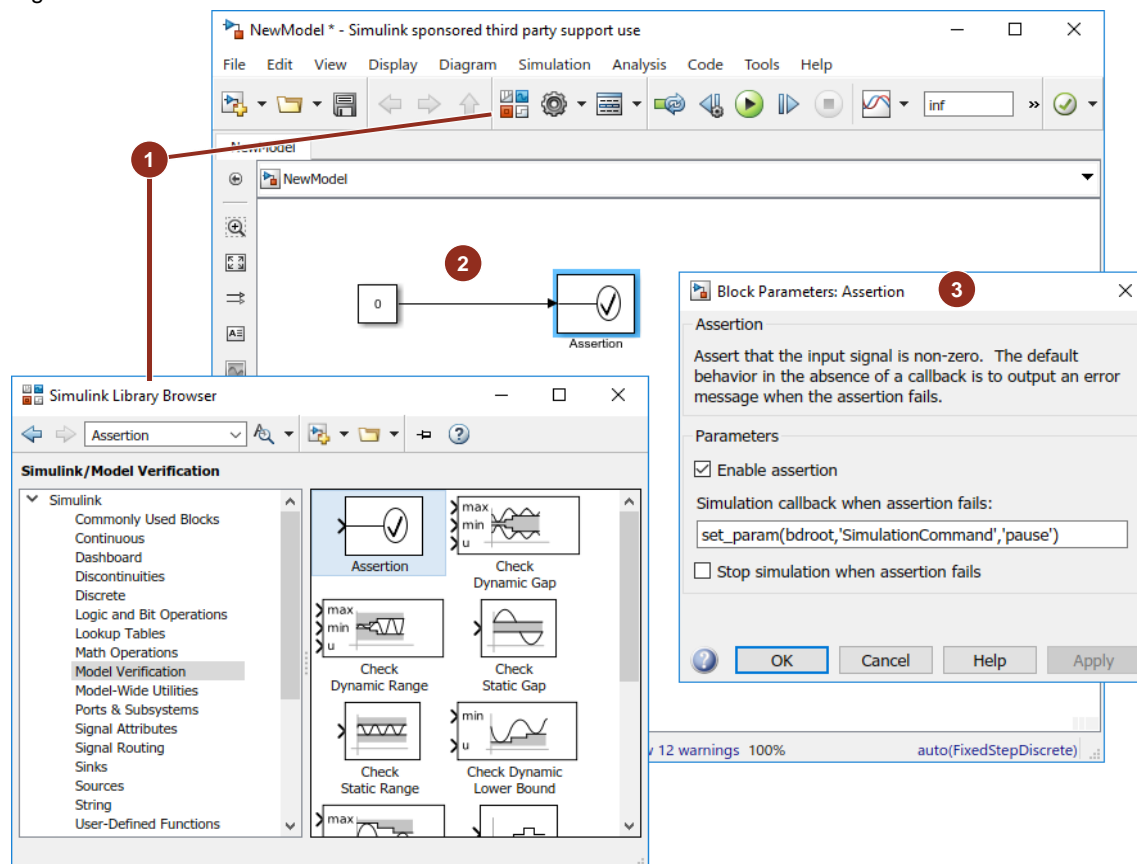 NewModel * - Simulink sponsored third party support use
File Edit View Display Diagram Simulation Analysis Code Tools Help
inf
»
1
NewModel
NewModel
2
0
Assertion
3
Block Parameters: Assertion
Assertion
Assert that the input signal is non-zero. The default
behavior in the absence of a callback is to output an error
message when the assertion fails.
Parameters
Enable assertion
Simulation callback when assertion fails:
set_param(bdroot,'SimulationCommand','pause')
Stop simulation when assertion fails
OK Cancel Help Apply
12 warnings 100% auto(FixedStepDiscrete)
Simulink Library Browser
Assertion
Simulink/Model Verification
Simulink
Commonly Used Blocks
Continuous
Dashboard
Discontinuities
Discrete
Logic and Bit Operations
Lookup Tables
Math Operations
Model Verification
Model-Wide Utilities
Ports & Subsystems
Signal Attributes
Signal Routing
Sinks
Sources
String
User-Defined Functions
Assertion
max
min
u
Check
Dynamic Gap
max
min
u
Check
Dynamic Range
Check
Static Gap
Check
Static Range
min
u
Check Dynamic
Lower Bound
max